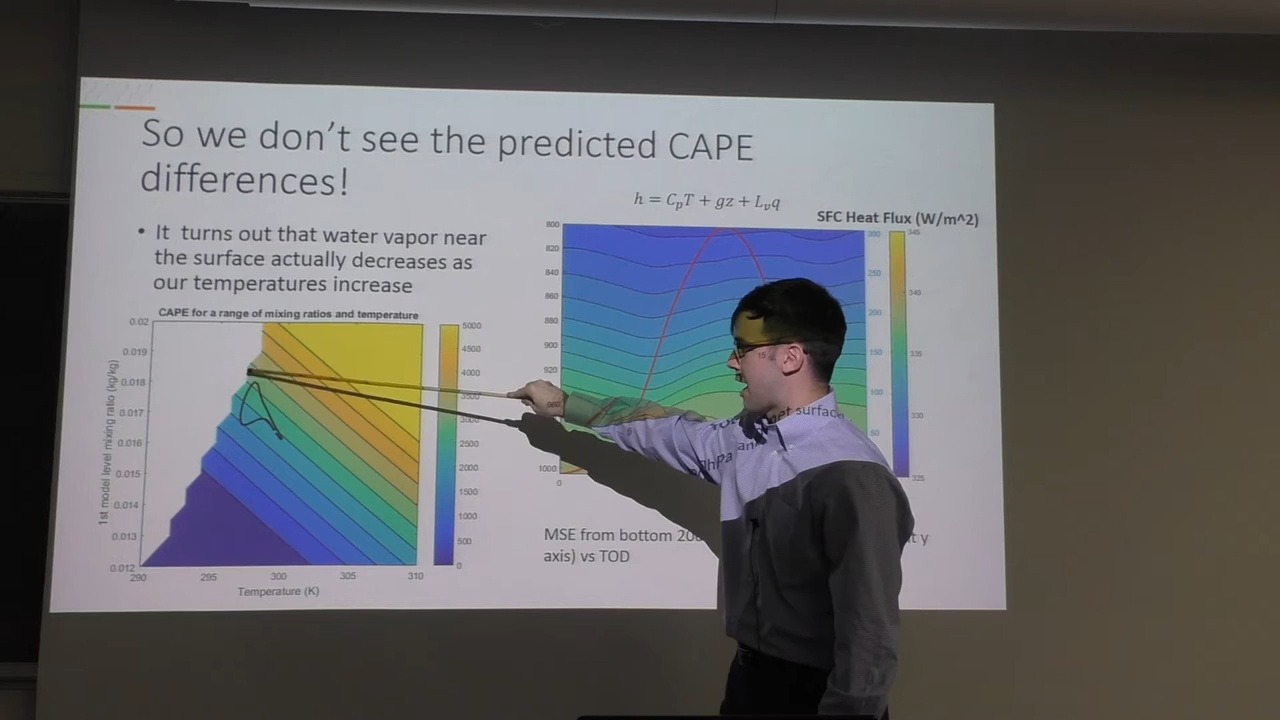 So we don't see the predicted CAPE
differences!
• It turns out that water vapor near
the surface actually decreases as
our temperatures increase
CAPE for a range of mixing ratios and temperature
0.02
0.019
0.018
0.017
0.016
0.015
0.014
0.013
0.012
1st model level mixing ratio (kg/kg)
290 295 300 305 310
Temperature (K)
5000
4500
4000
3000
2500
2000
1500
1000
500
0
h = CpT + gz + Lvq
SFC Heat Flux (W/m^2)
800
820
840
860
880
900
920
1000
0
15
300
250
200
150
100
50
345
340
335
330
325
net surface
MSE from bottom 20
axis) vs TOD
t y